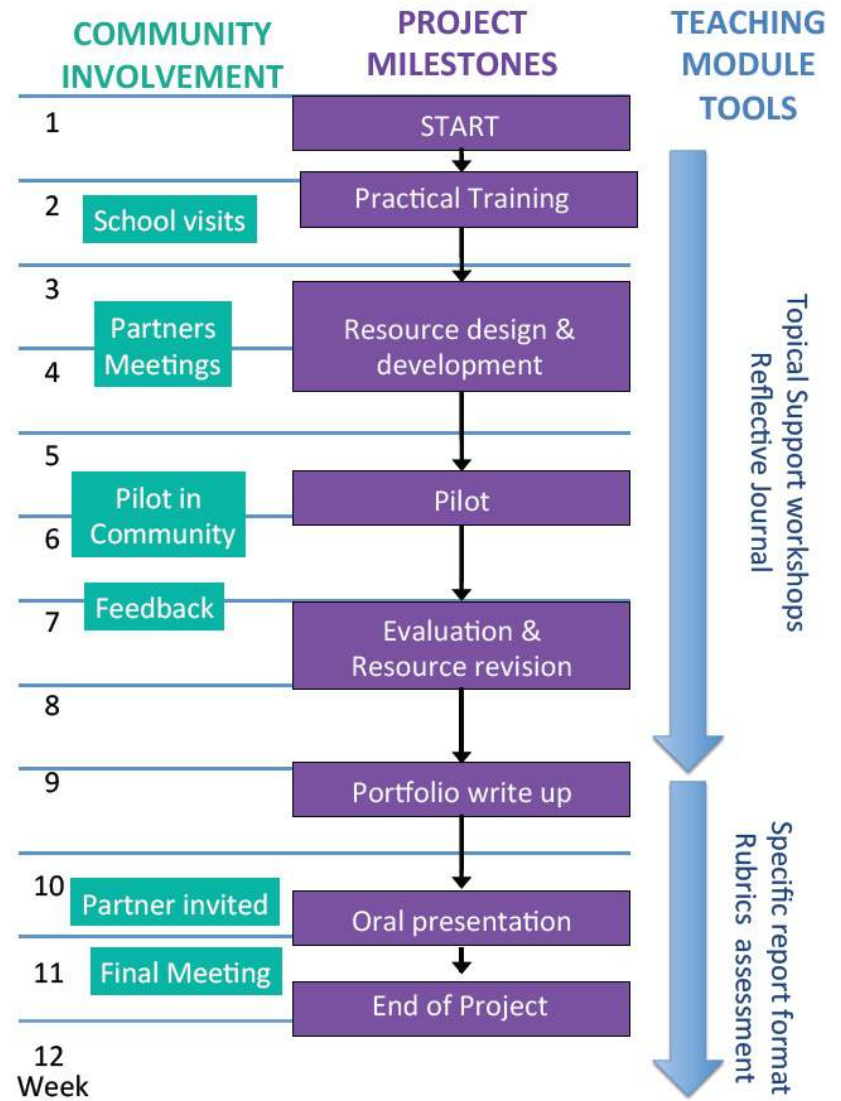 COMMUNITY
INVOLVEMENT
PROJECT
MILESTONES
TEACHING
MODULE
TOOLS
1
START
2
School visits
Practical Training
3
Partners
Meetings
Resource design &
development
4
5
Pilot in
Community
Pilot
6
Feedback
7
Evaluation &
Resource revision
8
9
Portfolio write up
10
Partner invited
Oral presentation
11
Final Meeting
End of Project
12
Week
Topical Support workshops
Reflective Journal
Specific report format
Rubrics assessment